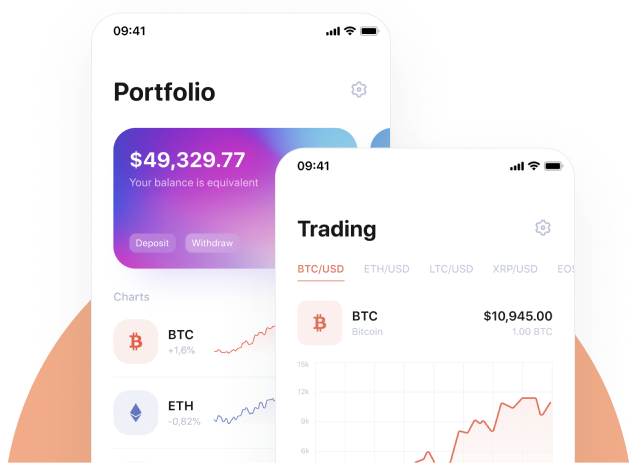 09:41
Portfolio
$49,329.77
Your balance is equivalent
Deposit
Withdraw
Charts
BTC
+1,6%
ETH
-0,82%
09:41
Trading
BTC/USD
ETH/USD
LTC/USD
XRP/USD
EOS
BTC
$10,945.00
Bitcoin
1.00 BTC
15k
12k
9k
6k